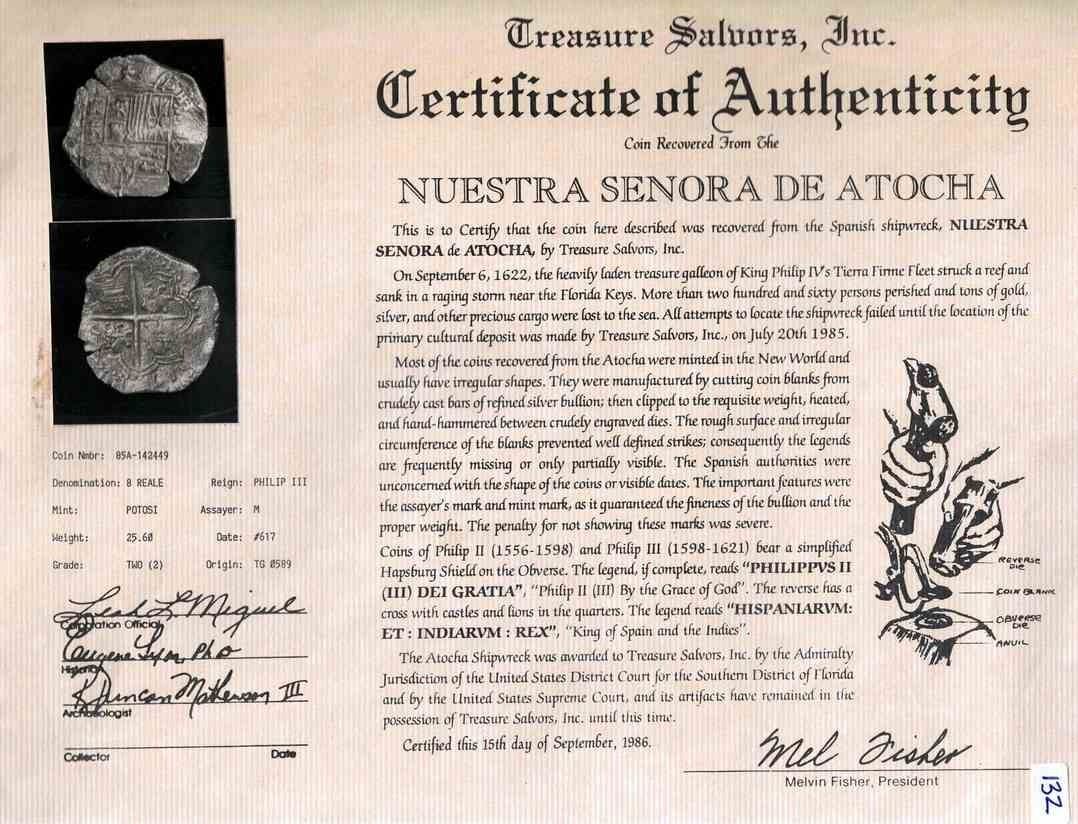 Treasure Salvors, Inc.
Certificate of Authenticity
Coin Recovered From The
NUESTRA SENORA DE ATOCHA
This is to Certify that the coin here described was recovered from the Spanish shipwreck, NUESTRA
SENORA de ATOCHA, by Treasure Salvors, Inc.
On September 6, 1622, the heavily laden treasure galleon of King Philip IV's Tierra Firme Fleet struck a reef and
sank in a raging storm near the Florida Keys. More than two hundred and sixty persons perished and tons of gold,
silver, and other precious cargo were lost to the sea. All attempts to locate the shipwreck failed until the location of the
primary cultural deposit was made by Treasure Salvors, Inc., on July 20th 1985.
Most of the coins recovered from the Atocha were minted in the New World and
usually have irregular shapes. They were manufactured by cutting coin blanks from
crudely cast bars of refined silver bullion; then clipped to the requisite weight, heated,
and hand-hammered between crudely engraved dies. The rough surface and irregular
circumference of the blanks prevented well defined strikes; consequently the legends
are frequently missing or only partially visible. The Spanish authorities were
unconcerned with the shape of the coins or visible dates. The important features were
the assayer's mark and mint mark, as it guaranteed the fineness of the bullion and the
proper weight. The penalty for not showing these marks was severe.
Coins of Philip II (1556-1598) and Philip III (1598-1621) bear a simplified
Hapsburg Shield on the Obverse. The legend, if complete, reads "PHILIPPVS II
(III) DEI GRATIA", "Philip II (III) By the Grace of God". The reverse has a
cross with castles and lions in the quarters. The legend reads "HISPANIARVM:
ET : INDIARVM : REX", "King of Spain and the Indies".
The Atocha Shipwreck was awarded to Treasure Salvors, Inc. by the Admiralty
Jurisdiction of the United States District Court for the Southern District of Florida
and by the United States Supreme Court, and its artifacts have remained in the
possession of Treasure Salvors, Inc. until this time.
Certified this 15th day of September, 1986.
Mel Fisher
Melvin Fisher, President
REVERSE
DIE
COIN BLANK
OBVERSE
DIE
ANVIL
Coin Nmbr: 85A-142449
Denomination: 8 REALE Reign: PHILIP III
Mint: POTOSI Assayer: M
Weight: 25.60 Date: #617
Grade: TWO (2) Origin: TG 0589
Leah L Miguel
Corporation Official
Eugene Lyon PhD
Historian
R Duncan Mathewson III
Archaeologist
Collector Date
132